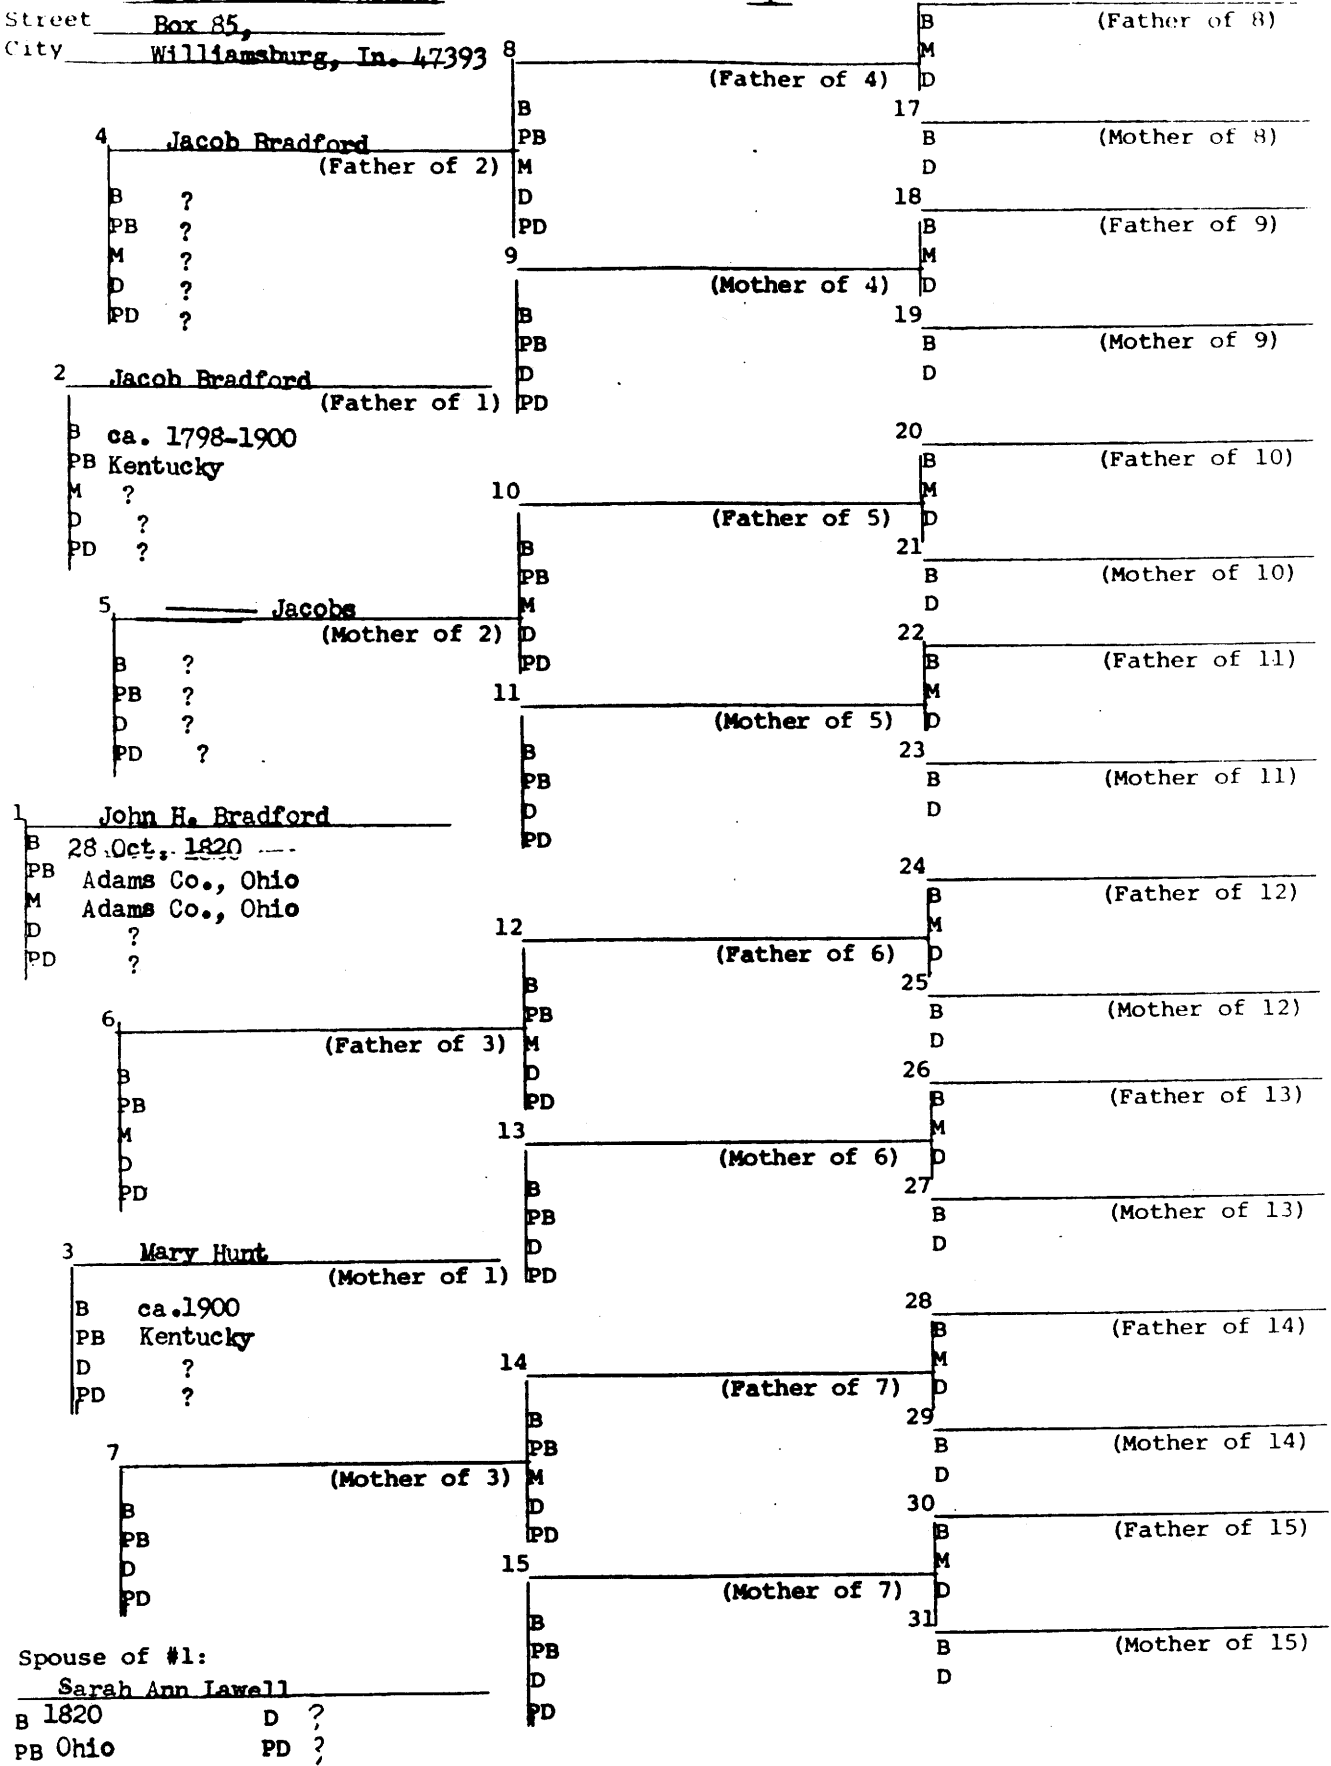 Street Box 85,
City Williamsburg, In. 47393
4 Jacob Bradford
(Father of 2)
B ?
PB ?
M ?
D ?
PD ?
2 Jacob Bradford
(Father of 1)
B ca. 1798-1900
PB Kentucky
M ?
D ?
PD ?
5 Jacobs
(Mother of 2)
B ?
PB ?
D ?
PD ?
1 John H. Bradford
B 28 Oct. 1820
PB Adams Co., Ohio
M Adams Co., Ohio
D ?
PD ?
6
(Father of 3)
B
PB
M
D
PD
3 Mary Hunt
(Mother of 1)
B ca.1900
PB Kentucky
D ?
PD ?
7
(Mother of 3)
B
PB
D
PD
Spouse of #1:
Sarah Ann Lawell
B 1820 D ?
PB Ohio PD ?
8
(Father of 4)
B
PB
M
D
PD
9
(Mother of 4)
B
PB
D
PD
10
(Father of 5)
B
PB
M
D
PD
11
(Mother of 5)
B
PB
D
PD
12
(Father of 6)
B
PB
M
D
PD
13
(Mother of 6)
B
PB
D
PD
14
(Father of 7)
B
PB
M
D
PD
15
(Mother of 7)
B
PB
D
PD
B (Father of 8)
M
D
17
B (Mother of 8)
D
18
B (Father of 9)
M
D
19
B (Mother of 9)
D
20
B (Father of 10)
M
D
21
B (Mother of 10)
D
22
B (Father of 11)
M
D
23
B (Mother of 11)
D
24
B (Father of 12)
M
D
25
B (Mother of 12)
D
26
B (Father of 13)
M
D
27
B (Mother of 13)
D
28
B (Father of 14)
M
D
29
B (Mother of 14)
D
30
B (Father of 15)
M
D
31
B (Mother of 15)
D